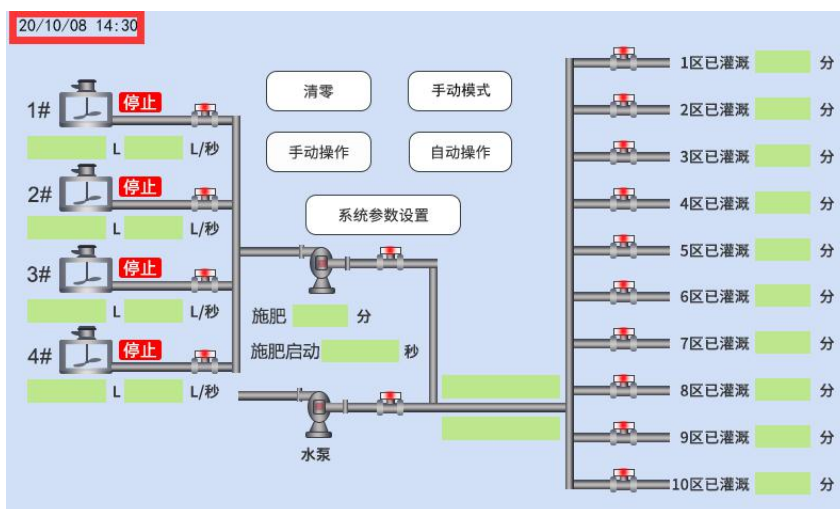 20/10/08 14:30
1# 停止
L L/秒
2# 停止
L L/秒
3# 停止
L L/秒
4# 停止
L L/秒
清零 手动模式
手动操作 自动操作
系统参数设置
施肥 分
施肥启动 秒
水泵
1区已灌溉 分
2区已灌溉 分
3区已灌溉 分
4区已灌溉 分
5区已灌溉 分
6区已灌溉 分
7区已灌溉 分
8区已灌溉 分
9区已灌溉 分
10区已灌溉 分